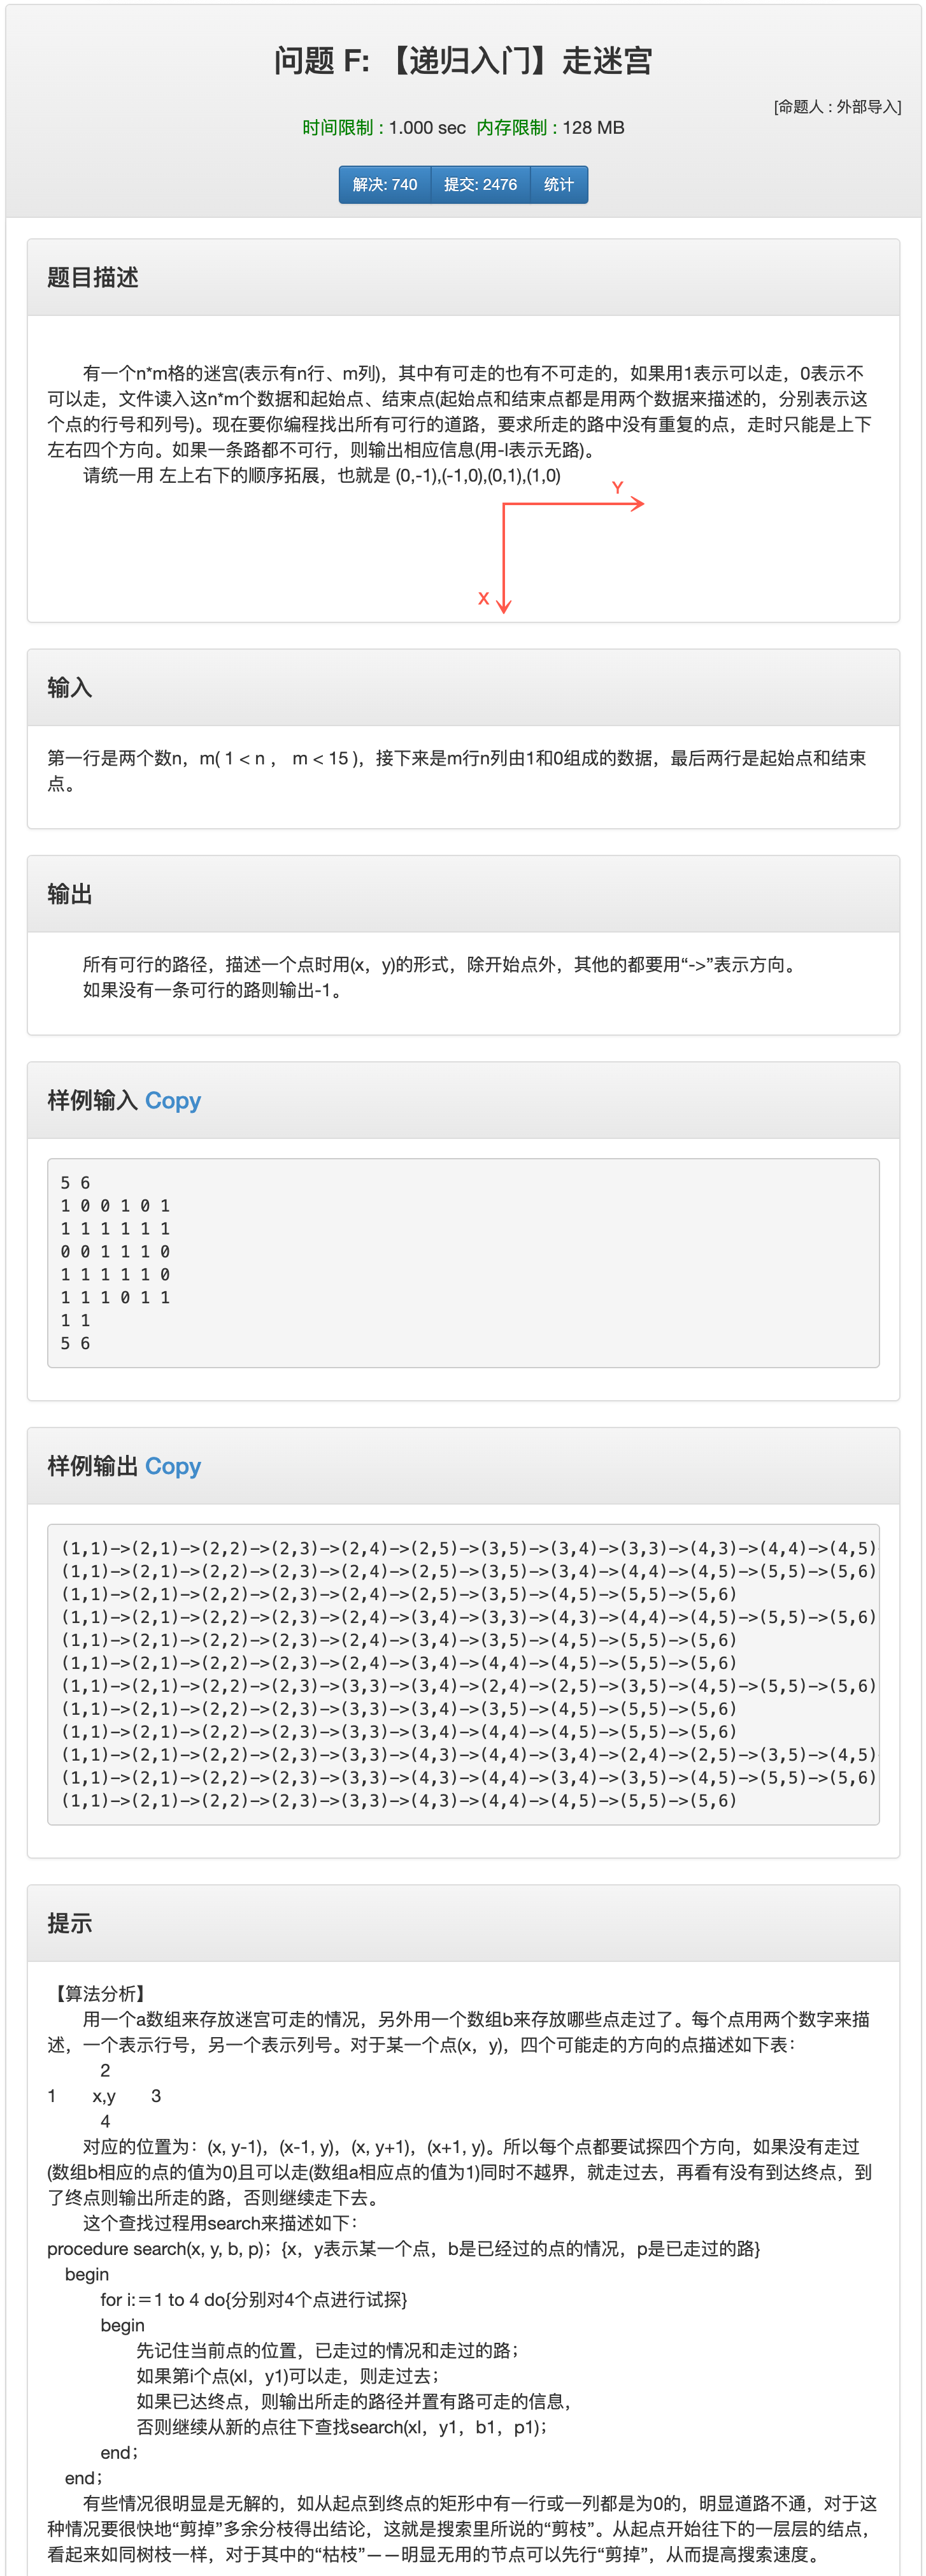 问题 F: 【递归入门】走迷宫
[命题人 : 外部导入]
时间限制 : 1.000 sec 内存限制 : 128 MB
解决: 740 提交: 2476 统计
题目描述
有一个n*m格的迷宫(表示有n行、m列)，其中有可走的也有不可走的，如果用1表示可以走，0表示不
可以走，文件读入这n*m个数据和起始点、结束点(起始点和结束点都是用两个数据来描述的，分别表示这
个点的行号和列号)。现在要你编程找出所有可行的道路，要求所走的路中没有重复的点，走时只能是上下
左右四个方向。如果一条路都不可行，则输出相应信息(用-l表示无路)。
请统一用 左上右下的顺序拓展，也就是 (0,-1),(-1,0),(0,1),(1,0)
Y
X
输入
第一行是两个数n，m( 1 < n ， m < 15 )，接下来是m行n列由1和0组成的数据，最后两行是起始点和结束
点。
输出
所有可行的路径，描述一个点时用(x，y)的形式，除开始点外，其他的都要用“->”表示方向。
如果没有一条可行的路则输出-1。
样例输入 Copy
5 6
1 0 0 1 0 1
1 1 1 1 1 1
0 0 1 1 1 0
1 1 1 1 1 0
1 1 1 0 1 1
1 1
5 6
样例输出 Copy
(1,1)->(2,1)->(2,2)->(2,3)->(2,4)->(2,5)->(3,5)->(3,4)->(3,3)->(4,3)->(4,4)->(4,5)
(1,1)->(2,1)->(2,2)->(2,3)->(2,4)->(2,5)->(3,5)->(3,4)->(4,4)->(4,5)->(5,5)->(5,6)
(1,1)->(2,1)->(2,2)->(2,3)->(2,4)->(2,5)->(3,5)->(4,5)->(5,5)->(5,6)
(1,1)->(2,1)->(2,2)->(2,3)->(2,4)->(3,4)->(3,3)->(4,3)->(4,4)->(4,5)->(5,5)->(5,6)
(1,1)->(2,1)->(2,2)->(2,3)->(2,4)->(3,4)->(3,5)->(4,5)->(5,5)->(5,6)
(1,1)->(2,1)->(2,2)->(2,3)->(2,4)->(3,4)->(4,4)->(4,5)->(5,5)->(5,6)
(1,1)->(2,1)->(2,2)->(2,3)->(3,3)->(3,4)->(2,4)->(2,5)->(3,5)->(4,5)->(5,5)->(5,6)
(1,1)->(2,1)->(2,2)->(2,3)->(3,3)->(3,4)->(3,5)->(4,5)->(5,5)->(5,6)
(1,1)->(2,1)->(2,2)->(2,3)->(3,3)->(3,4)->(4,4)->(4,5)->(5,5)->(5,6)
(1,1)->(2,1)->(2,2)->(2,3)->(3,3)->(4,3)->(4,4)->(3,4)->(2,4)->(2,5)->(3,5)->(4,5)
(1,1)->(2,1)->(2,2)->(2,3)->(3,3)->(4,3)->(4,4)->(3,4)->(3,5)->(4,5)->(5,5)->(5,6)
(1,1)->(2,1)->(2,2)->(2,3)->(3,3)->(4,3)->(4,4)->(4,5)->(5,5)->(5,6)
提示
【算法分析】
用一个a数组来存放迷宫可走的情况，另外用一个数组b来存放哪些点走过了。每个点用两个数字来描
述，一个表示行号，另一个表示列号。对于某一个点(x，y)，四个可能走的方向的点描述如下表：
2
1 x,y 3
4
对应的位置为：(x, y-1)，(x-1, y)，(x, y+1)，(x+1, y)。所以每个点都要试探四个方向，如果没有走过
(数组b相应的点的值为0)且可以走(数组a相应点的值为1)同时不越界，就走过去，再看有没有到达终点，到
了终点则输出所走的路，否则继续走下去。
这个查找过程用search来描述如下：
procedure search(x, y, b, p)；{x，y表示某一个点，b是已经过的点的情况，p是已走过的路}
begin
for i:＝1 to 4 do{分别对4个点进行试探}
begin
先记住当前点的位置，已走过的情况和走过的路；
如果第i个点(xl，y1)可以走，则走过去；
如果已达终点，则输出所走的路径并置有路可走的信息，
否则继续从新的点往下查找search(xl，y1，b1，p1)；
end；
end；
有些情况很明显是无解的，如从起点到终点的矩形中有一行或一列都是为0的，明显道路不通，对于这
种情况要很快地“剪掉”多余分枝得出结论，这就是搜索里所说的“剪枝”。从起点开始往下的一层层的结点，
看起来如同树枝一样，对于其中的“枯枝”——明显无用的节点可以先行“剪掉”，从而提高搜索速度。